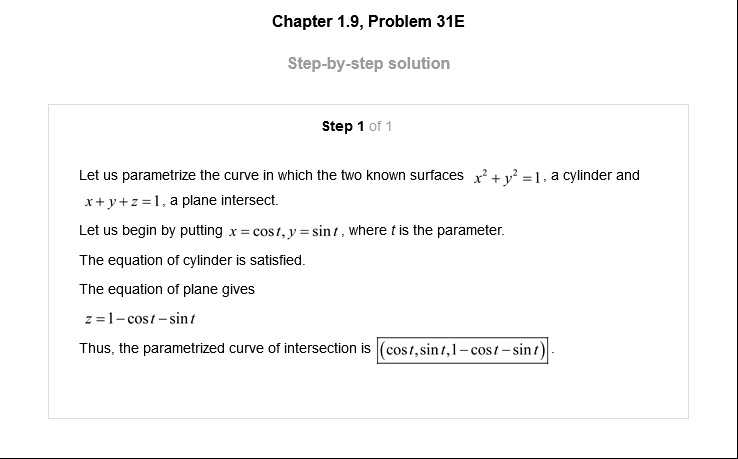 Chapter 1.9, Problem 31E
Step-by-step solution
Step 1 of 1
Let us parametrize the curve in which the two known surfaces x² + y² = 1, a cylinder and
x + y + z = 1, a plane intersect.
Let us begin by putting x = cos t, y = sin t, where t is the parameter.
The equation of cylinder is satisfied.
The equation of plane gives
z = 1 − cos t − sin t
Thus, the parametrized curve of intersection is (cos t, sin t, 1 − cos t − sin t).